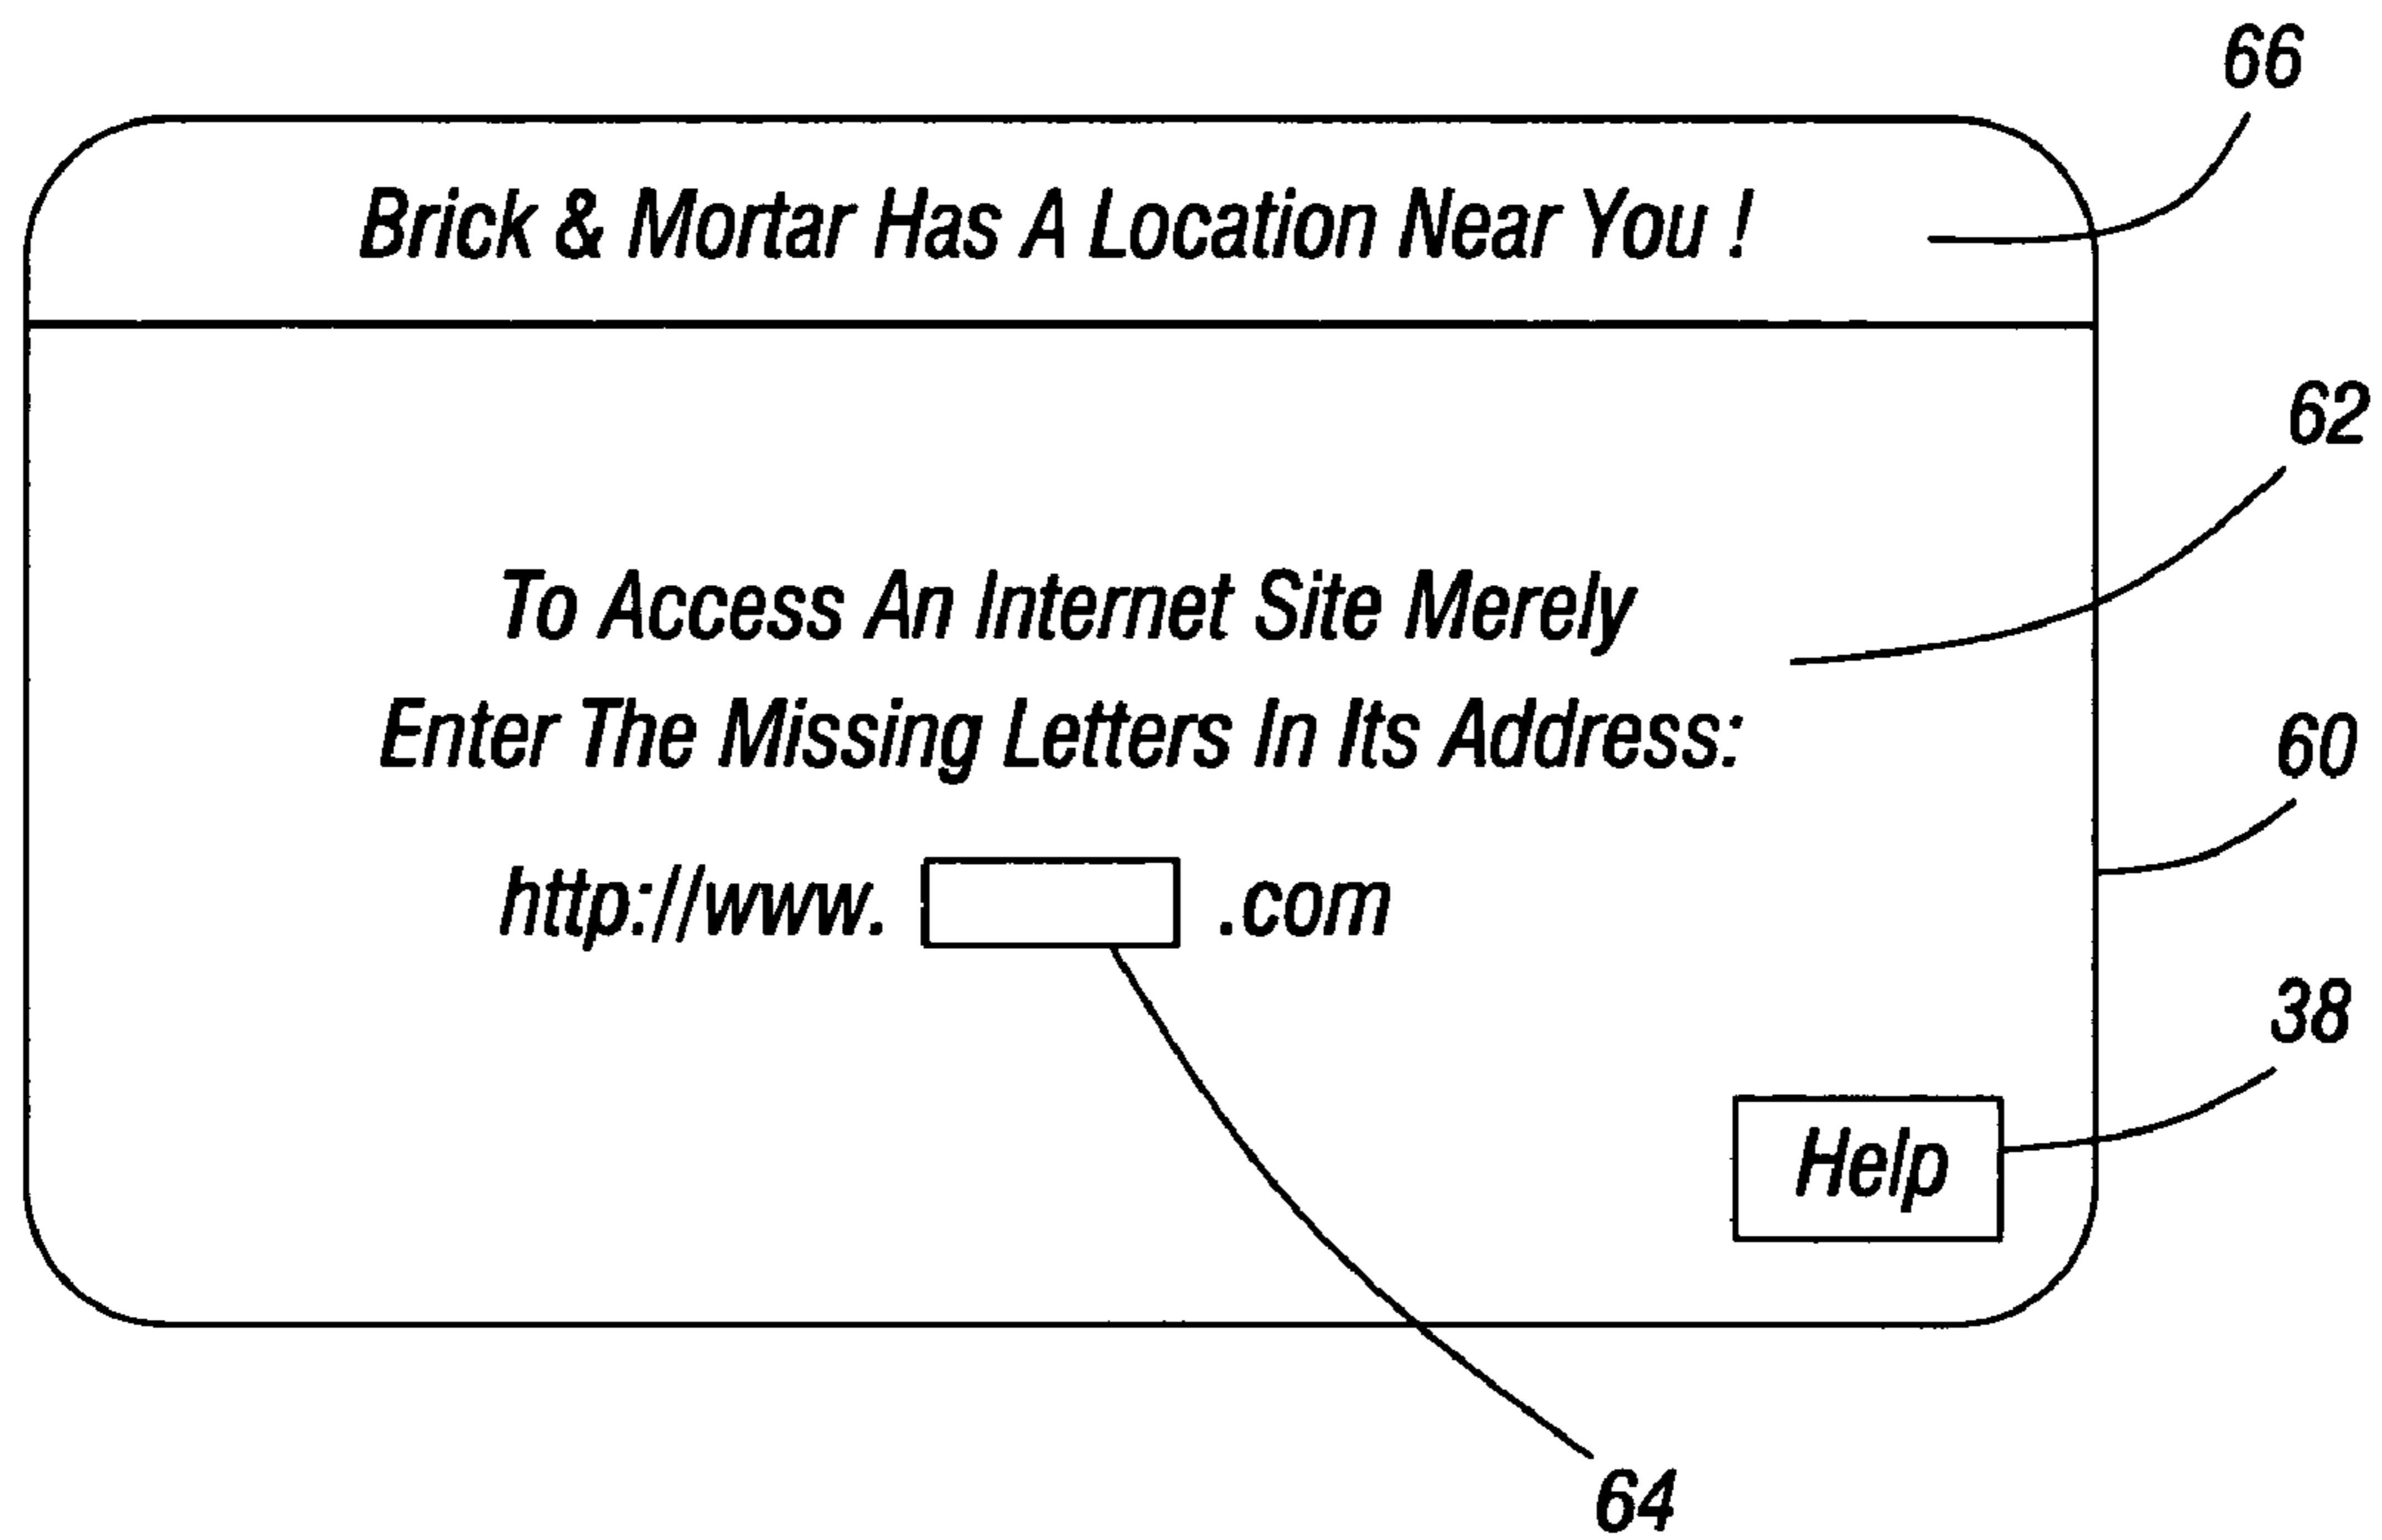 66
Brick & Mortar Has A Location Near You !
62
To Access An Internet Site Merely
Enter The Missing Letters In Its Address:
60
http://www. .com
38
Help
64